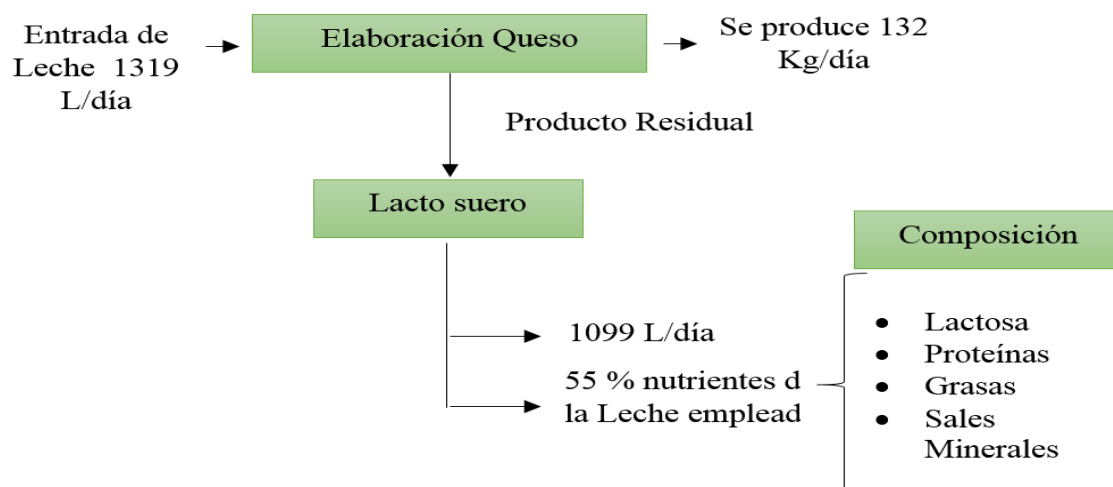 Entrada de
Leche 1319
L/día
Elaboración Queso
Se produce 132
Kg/día
Producto Residual
Lacto suero
1099 L/día
55 % nutrientes d
la Leche emplead
Composición
• Lactosa
• Proteínas
• Grasas
• Sales
Minerales